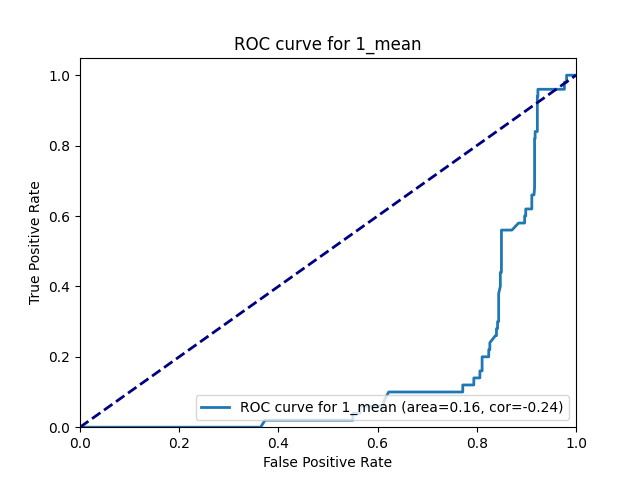 ROC curve for 1_mean
True Positive Rate
1.0
0.8
0.6
0.4
0.2
0.0
ROC curve for 1_mean (area=0.16, cor=-0.24)
0.0 0.2 0.4 0.6 0.8 1.0
False Positive Rate